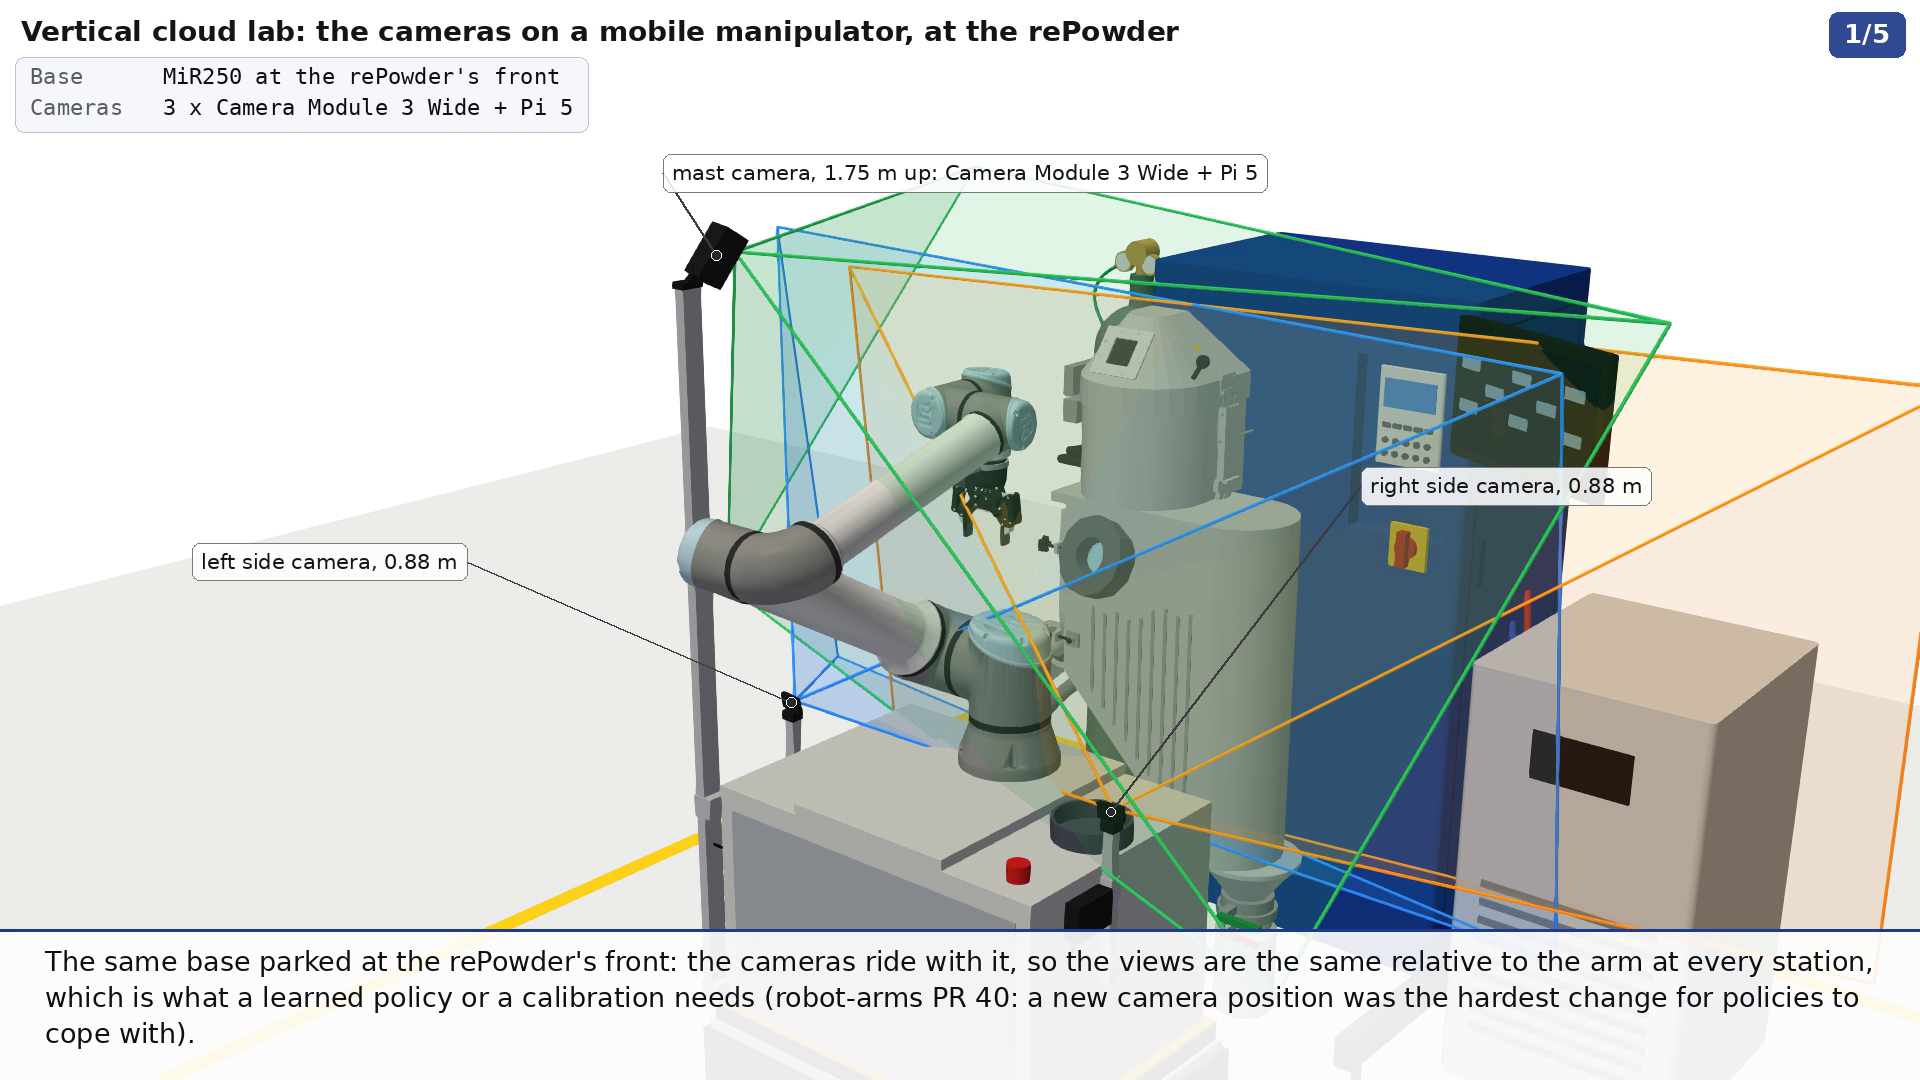 Vertical cloud lab: the cameras on a mobile manipulator, at the rePowder
1/5
Base MiR250 at the rePowder's front
Cameras 3 x Camera Module 3 Wide + Pi 5
mast camera, 1.75 m up: Camera Module 3 Wide + Pi 5
right side camera, 0.88 m
left side camera, 0.88 m
The same base parked at the rePowder's front: the cameras ride with it, so the views are the same relative to the arm at every station,
which is what a learned policy or a calibration needs (robot-arms PR 40: a new camera position was the hardest change for policies to
cope with).